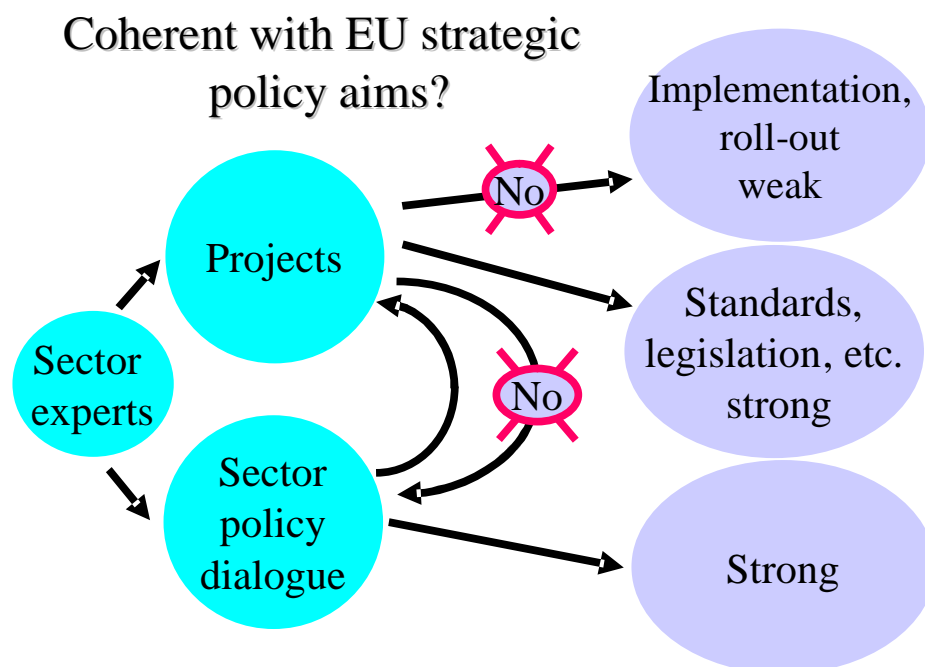 Coherent with EU strategic
policy aims?
Implementation,
roll-out
weak
No
Projects
Standards,
legislation, etc.
strong
Sector
experts
No
Sector
policy
dialogue
Strong